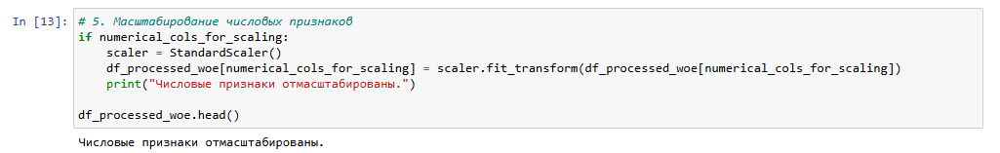 In [13]: # 5. Масштабирование числовых признаков
if numerical_cols_for_scaling:
    scaler = StandardScaler()
    df_processed_woe[numerical_cols_for_scaling] = scaler.fit_transform(df_processed_woe[numerical_cols_for_scaling])
    print("Числовые признаки отмасштабированы.")
df_processed_woe.head()
Числовые признаки отмасштабированы.